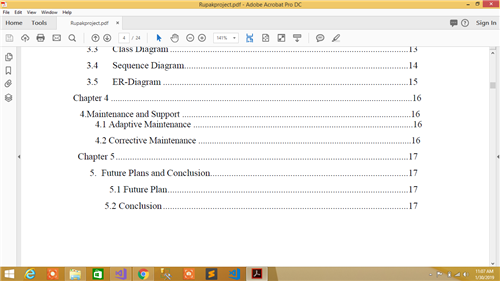 Rupakproject.pdf - Adobe Acrobat Pro DC
File Edit View Window Help
Home Tools Rupakproject.pdf × Sign In
4 / 24 141%
3.3 Class Diagram 13
3.4 Sequence Diagram 14
3.5 ER-Diagram 15
Chapter 4 16
4.Maintenance and Support 16
4.1 Adaptive Maintenance 16
4.2 Corrective Maintenance 16
Chapter 5 17
5. Future Plans and Conclusion 17
5.1 Future Plan 17
5.2 Conclusion 17
11:07 AM
1/30/2019